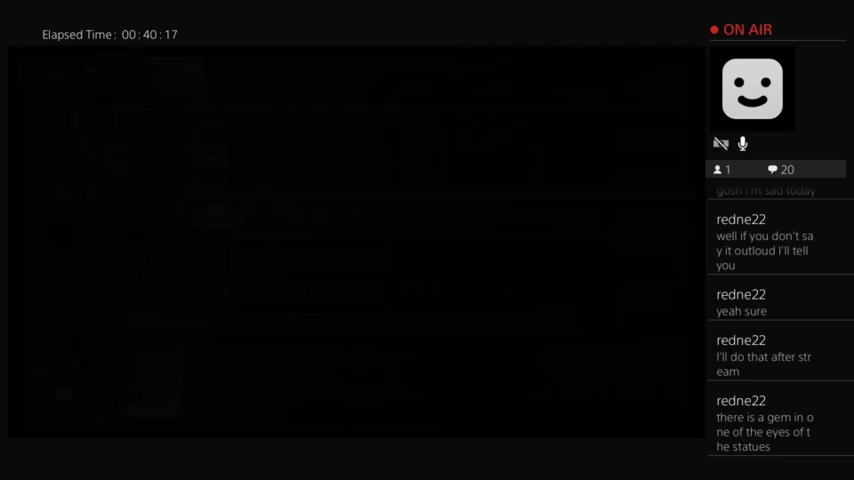 Elapsed Time: 00:40:17
ON AIR
1
20
gosh I'm sad today
redne22
well if you don't sa
y it outloud I'll tell
you
redne22
yeah sure
redne22
I'll do that after str
eam
redne22
there is a gem in o
ne of the eyes of t
he statues